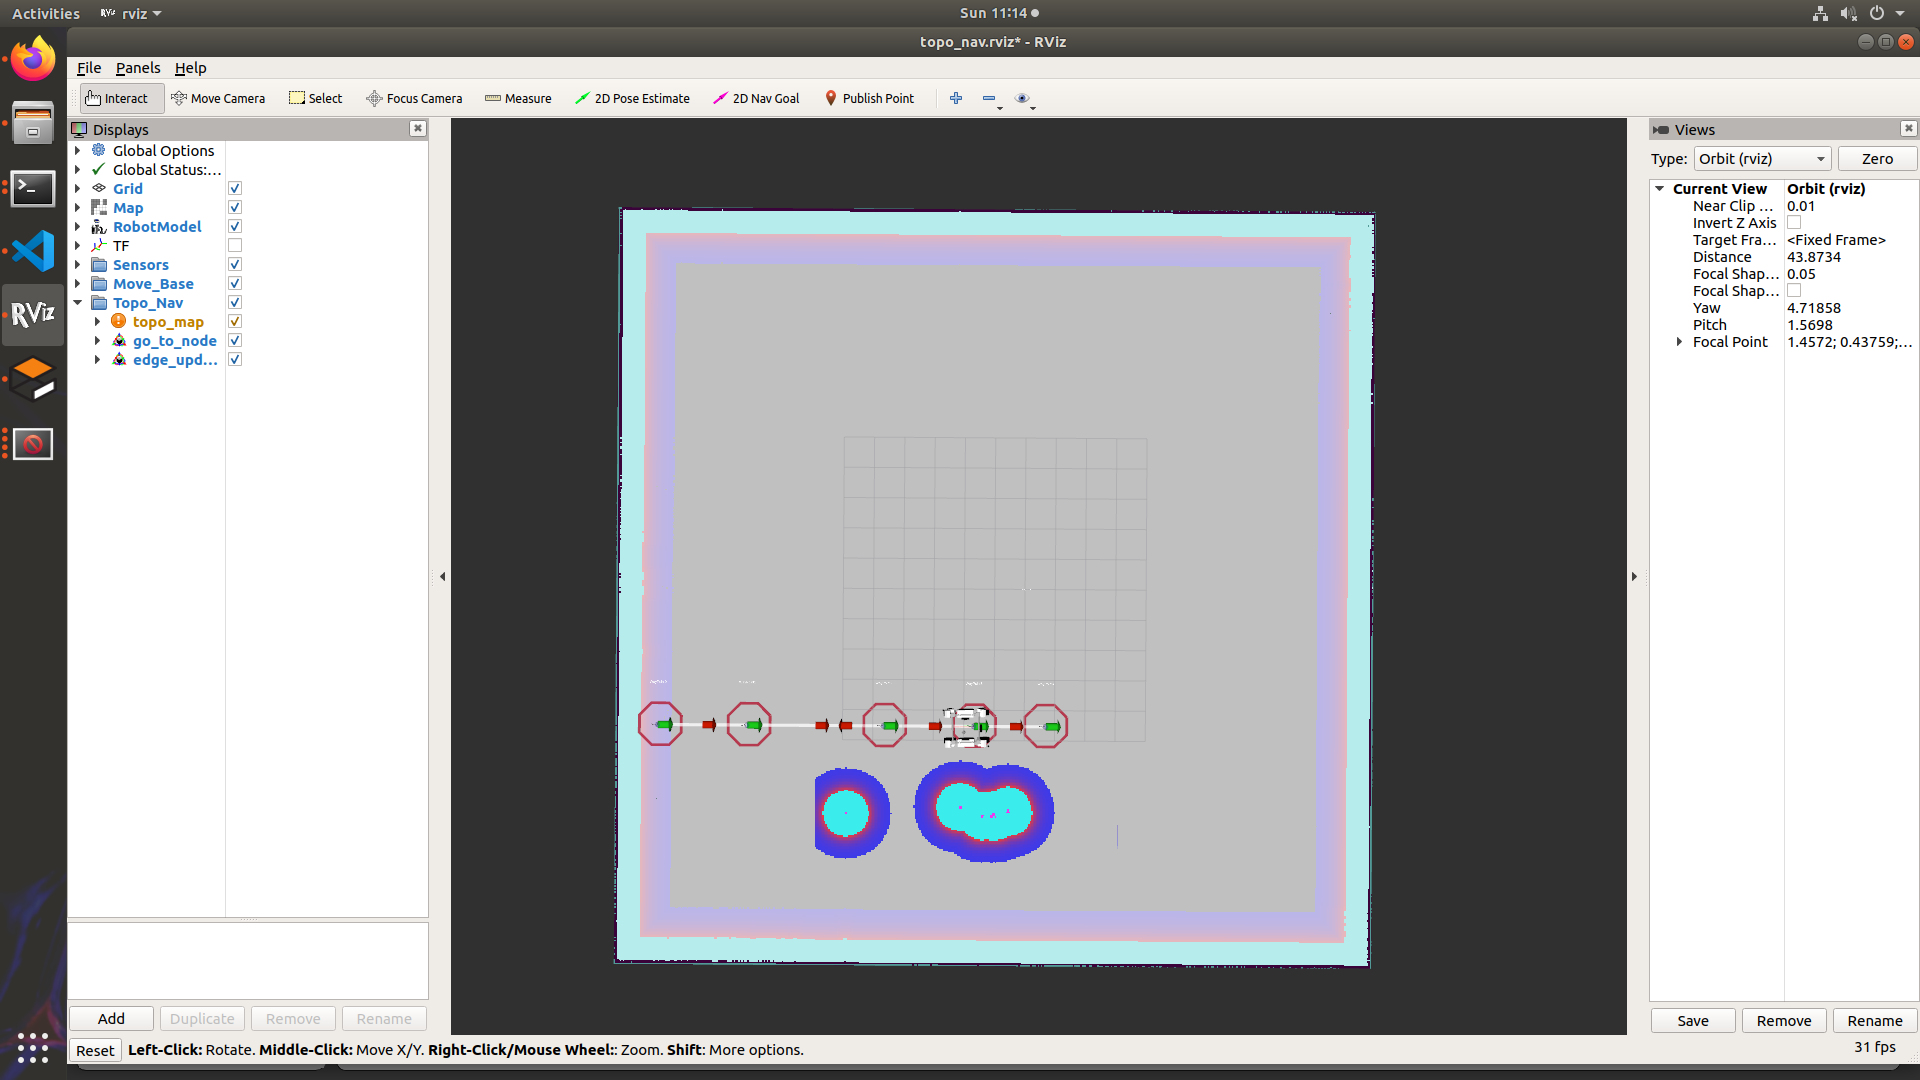 Activities
rviz
Sun 11:14
topo_nav.rviz* - RViz
File Panels Help
Interact Move Camera Select Focus Camera Measure 2D Pose Estimate 2D Nav Goal Publish Point
Displays
Global Options
Global Status:...
Grid
Map
RobotModel
TF
Sensors
Move_Base
Topo_Nav
topo_map
go_to_node
edge_upd...
Add Duplicate Remove Rename
Views
Type: Orbit (rviz) Zero
Current View Orbit (rviz)
Near Clip ... 0.01
Invert Z Axis
Target Fra... <Fixed Frame>
Distance 43.8734
Focal Shap... 0.05
Focal Shap...
Yaw 4.71858
Pitch 1.5698
Focal Point 1.4572; 0.43759;...
Save Remove Rename
Reset Left-Click: Rotate. Middle-Click: Move X/Y. Right-Click/Mouse Wheel:: Zoom. Shift: More options.
31 fps
RViz